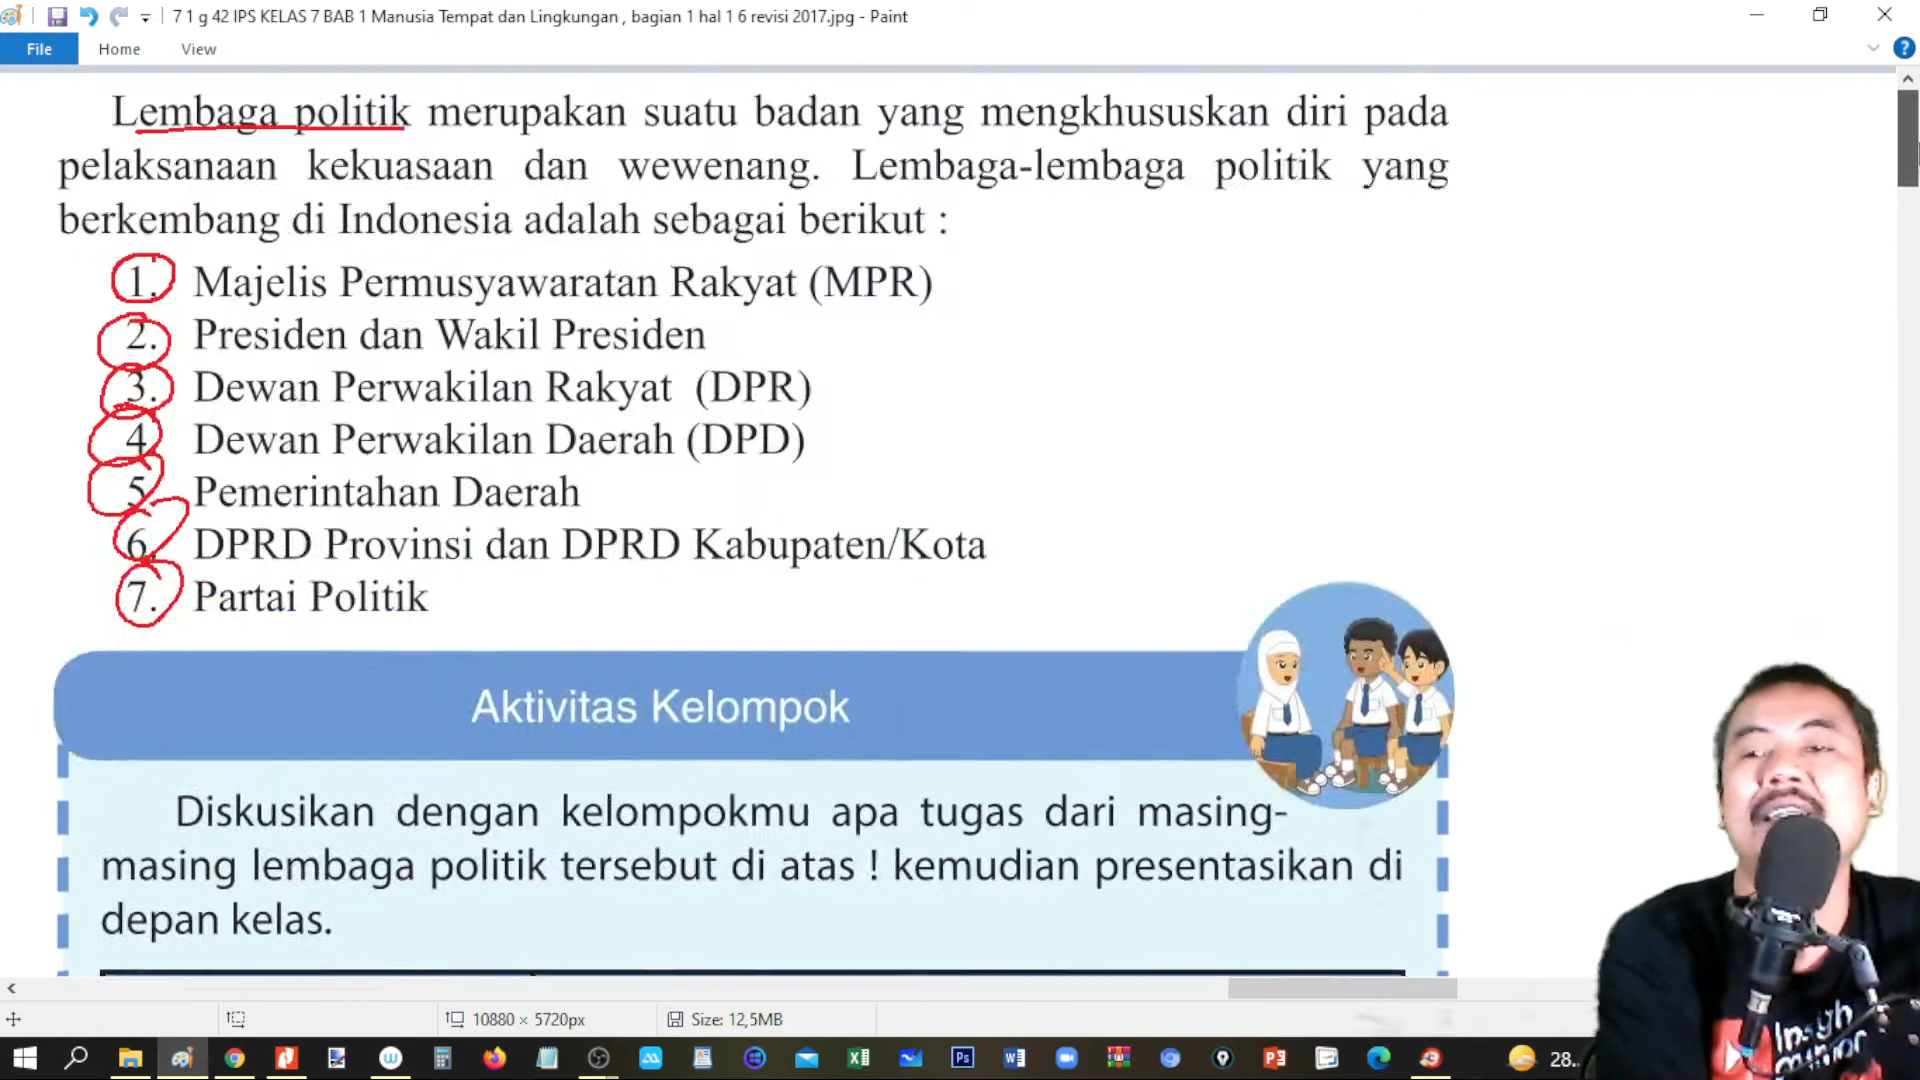 7 1 g 42 IPS KELAS 7 BAB 1 Manusia Tempat dan Lingkungan , bagian 1 hal 1 6 revisi 2017.jpg - Paint
File Home View
Lembaga politik merupakan suatu badan yang mengkhususkan diri pada
pelaksanaan kekuasaan dan wewenang. Lembaga-lembaga politik yang
berkembang di Indonesia adalah sebagai berikut :
1. Majelis Permusyawaratan Rakyat (MPR)
2. Presiden dan Wakil Presiden
3. Dewan Perwakilan Rakyat (DPR)
4 Dewan Perwakilan Daerah (DPD)
5 Pemerintahan Daerah
6. DPRD Provinsi dan DPRD Kabupaten/Kota
7. Partai Politik
Aktivitas Kelompok
Diskusikan dengan kelompokmu apa tugas dari masing-
masing lembaga politik tersebut di atas ! kemudian presentasikan di
depan kelas.
10880 × 5720px Size: 12,5MB
28..